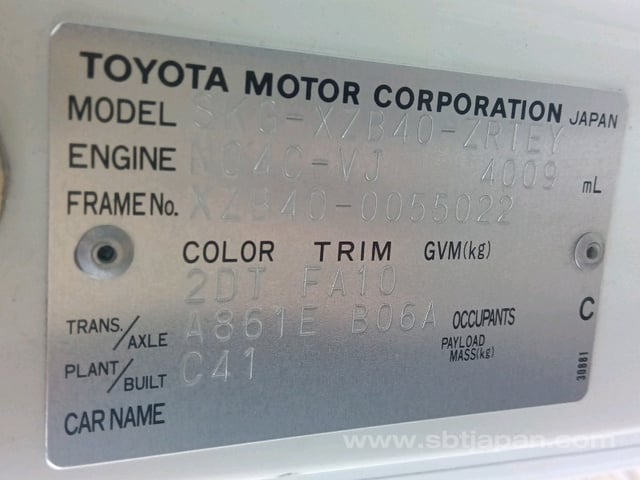 TOYOTA MOTOR CORPORATION JAPAN
MODEL SKG-XZB40-ZRTEY
ENGINE N04C-VJ 4009 mL
FRAME No. XZB40-0055022
COLOR TRIM GVM(kg)
2DT FA10
TRANS./AXLE A861E B06A OCCUPANTS C
PAYLOAD MASS(kg)
PLANT/BUILT C41
30881
CAR NAME
www.sbtjapan.com